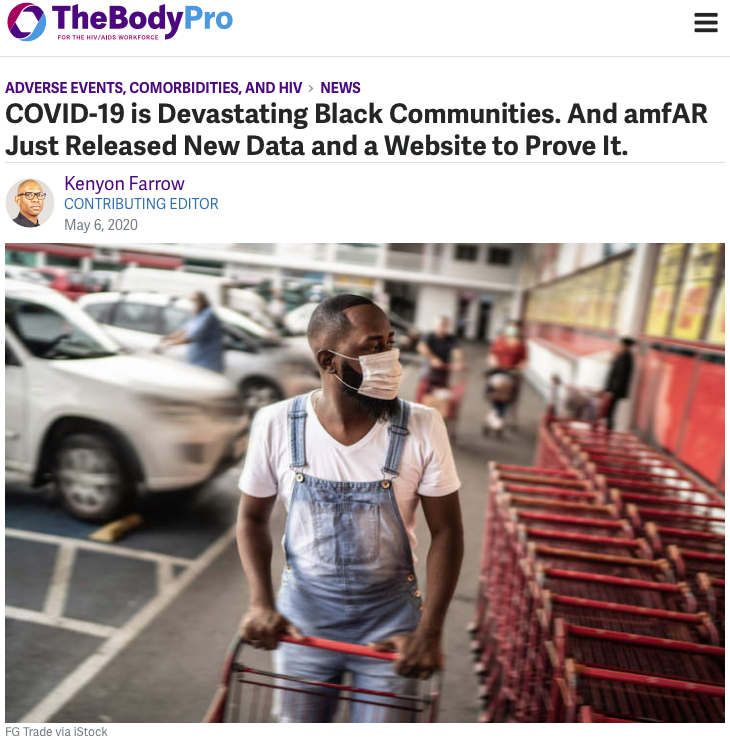 TheBodyPro
FOR THE HIV/AIDS WORKFORCE
ADVERSE EVENTS, COMORBIDITIES, AND HIV › NEWS
COVID-19 is Devastating Black Communities. And amfAR
Just Released New Data and a Website to Prove It.
Kenyon Farrow
CONTRIBUTING EDITOR
May 6, 2020
FG Trade via iStock